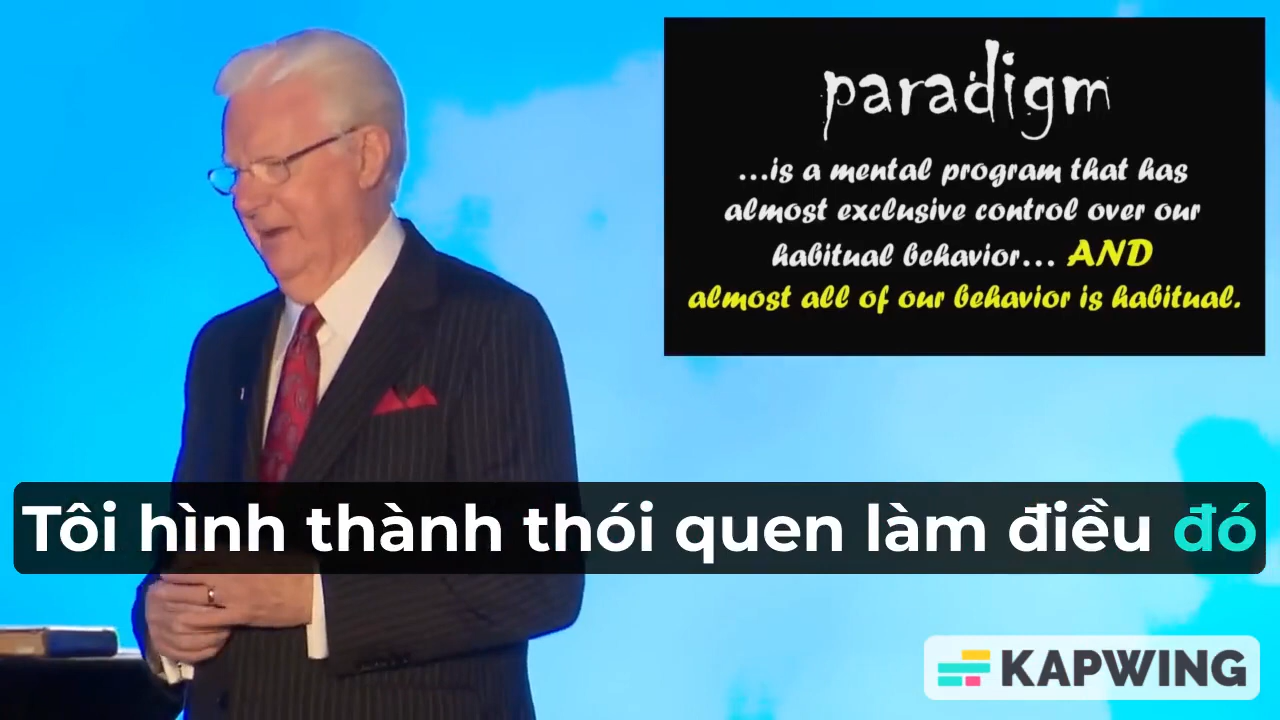 paradigm
...is a mental program that has
almost exclusive control over our
habitual behavior... AND
almost all of our behavior is habitual.
Tôi hình thành thói quen làm điều đó
KAPWING